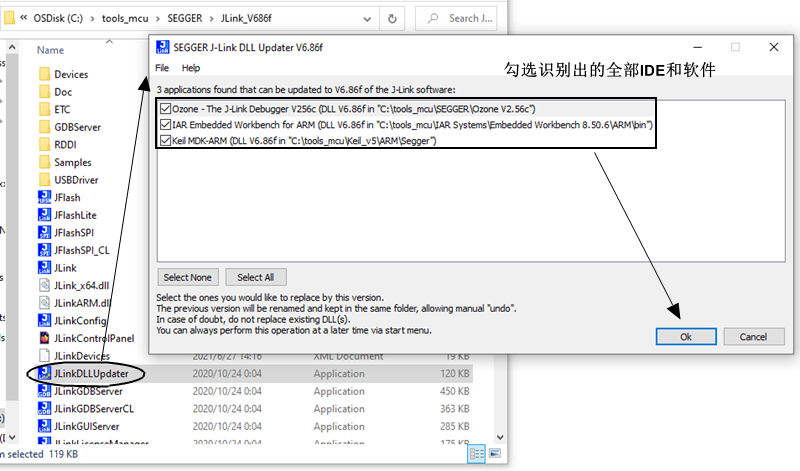 « OSDisk (C:) › tools_mcu › SEGGER › JLink_V686f
Search J...
Name
Devices
Doc
ETC
GDBServer
RDDI
Samples
USBDriver
JFlash
JFlashLite
JFlashSPI
JFlashSPI_CL
JLink
JLink_x64.dll
JLinkARM.dll
JLinkConfig
JLinkControlPanel
JLinkDevices 2021/6/27 14:16 XML Document 19 KB
JLinkDLLUpdater 2020/10/24 0:04 Application 120 KB
JLinkGDBServer 2020/10/24 0:04 Application 450 KB
JLinkGDBServerCL 2020/10/24 0:04 Application 363 KB
JLinkGUIServer 2020/10/24 0:04 Application 285 KB
JLinkLicenseManager 2020/10/24 0:04 Application 175 KB
selected 119 KB
SEGGER J-Link DLL Updater V6.86f
File Help
勾选识别出的全部IDE和软件
3 applications found that can be updated to V6.86f of the J-Link software:
Ozone - The J-Link Debugger V256c (DLL V6.86f in "C:\tools_mcu\SEGGER\Ozone V2.56c")
IAR Embedded Workbench for ARM (DLL V6.86f in "C:\tools_mcu\IAR Systems\Embedded Workbench 8.50.6\ARM\bin")
Keil MDK-ARM (DLL V6.86f in "C:\tools_mcu\Keil_v5\ARM\Segger")
Select None Select All
Select the ones you would like to replace by this version.
The previous version will be renamed and kept in the same folder, allowing manual "undo".
In case of doubt, do not replace existing DLL(s).
You can always perform this operation at a later time via start menu.
Ok Cancel